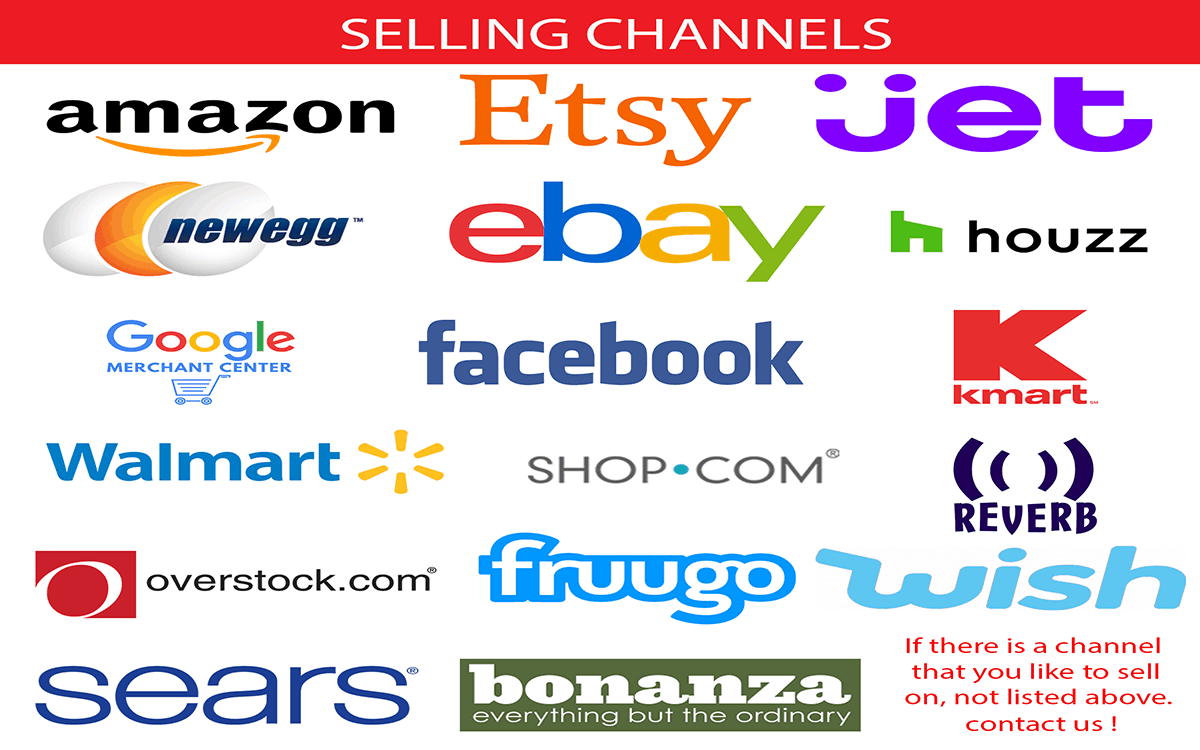 SELLING CHANNELS
amazon
Etsy
jet
newegg™
ebay
houzz
Google
MERCHANT CENTER
facebook
kmart℠
Walmart
SHOP•COM®
REVERB
overstock.com®
fruugo
wish
sears®
bonanza
everything but the ordinary
If there is a channel
that you like to sell
on, not listed above.
contact us !